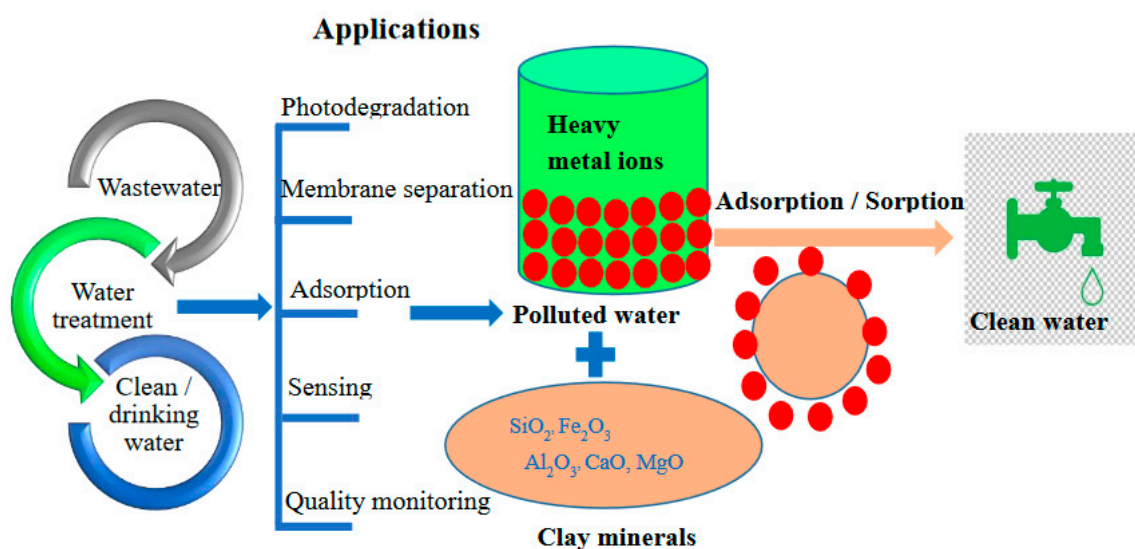 Applications
Wastewater
Water
treatment
Clean /
drinking
water
Photodegradation
Membrane separation
Adsorption
Sensing
Quality monitoring
Heavy
metal ions
Polluted water
SiO₂, Fe₂O₃
Al₂O₃, CaO, MgO
Clay minerals
Adsorption / Sorption
Clean water